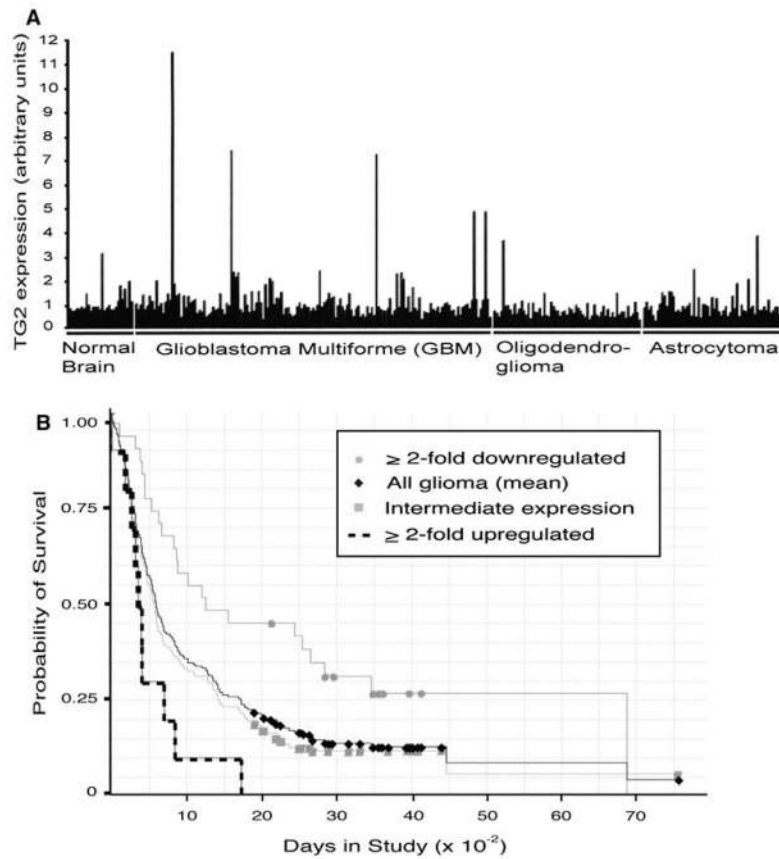 A
TG2 expression (arbitrary units)
12
11
10
9
8
7
6
5
4
3
2
1
0
Normal Brain
Glioblastoma Multiforme (GBM)
Oligodendro-
glioma
Astrocytoma
B
Probability of Survival
1.00
0.75
0.50
0.25
0
≥ 2-fold downregulated
All glioma (mean)
Intermediate expression
≥ 2-fold upregulated
10 20 30 40 50 60 70
Days in Study (x 10⁻²)